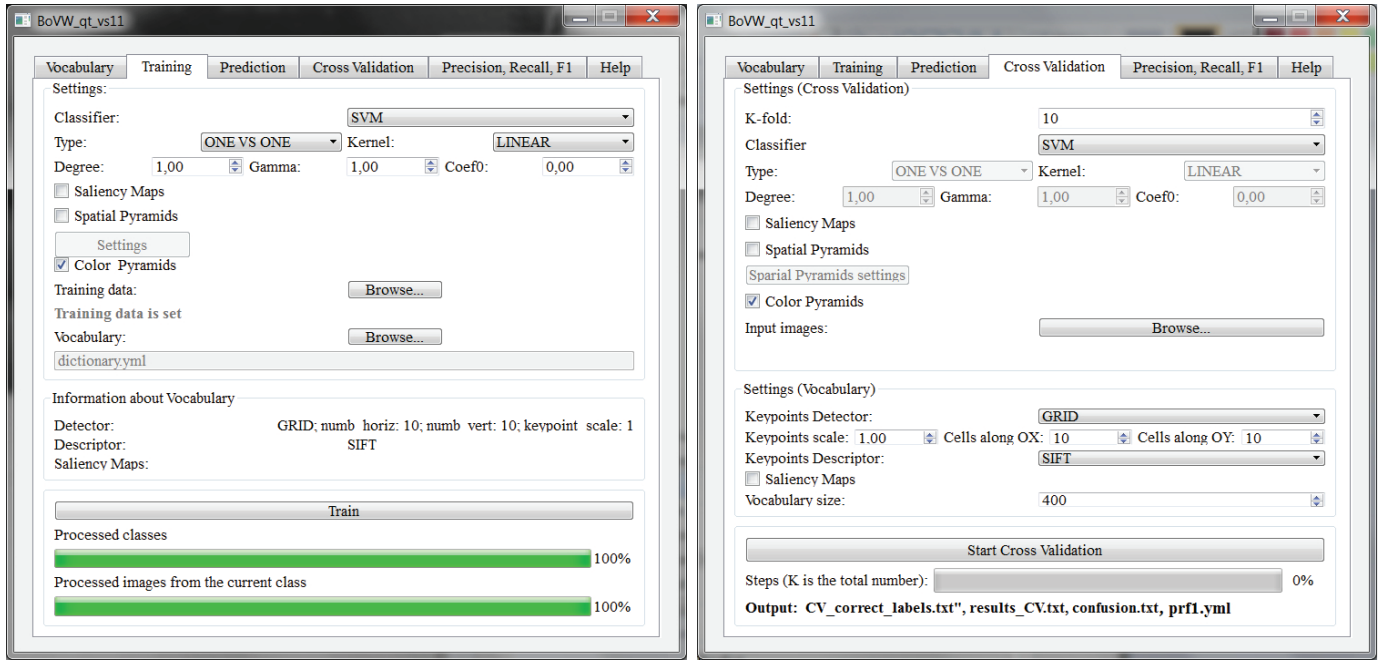 BoVW_qt_vs11
Vocabulary Training Prediction Cross Validation Precision, Recall, F1 Help
Settings:
Classifier: SVM
Type: ONE VS ONE Kernel: LINEAR
Degree: 1,00 Gamma: 1,00 Coef0: 0,00
Saliency Maps
Spatial Pyramids
Settings
Color Pyramids
Training data: Browse...
Training data is set
Vocabulary: Browse...
dictionary.yml
Information about Vocabulary
Detector: GRID; numb horiz: 10; numb vert: 10; keypoint scale: 1
Descriptor: SIFT
Saliency Maps:
Train
Processed classes
100%
Processed images from the current class
100%
BoVW_qt_vs11
Vocabulary Training Prediction Cross Validation Precision, Recall, F1 Help
Settings (Cross Validation)
K-fold: 10
Classifier SVM
Type: ONE VS ONE Kernel: LINEAR
Degree: 1,00 Gamma: 1,00 Coef0: 0,00
Saliency Maps
Spatial Pyramids
Sparial Pyramids settings
Color Pyramids
Input images: Browse...
Settings (Vocabulary)
Keypoints Detector: GRID
Keypoints scale: 1,00 Cells along OX: 10 Cells along OY: 10
Keypoints Descriptor: SIFT
Saliency Maps
Vocabulary size: 400
Start Cross Validation
Steps (K is the total number): 0%
Output: CV_correct_labels.txt", results_CV.txt, confusion.txt, prf1.yml